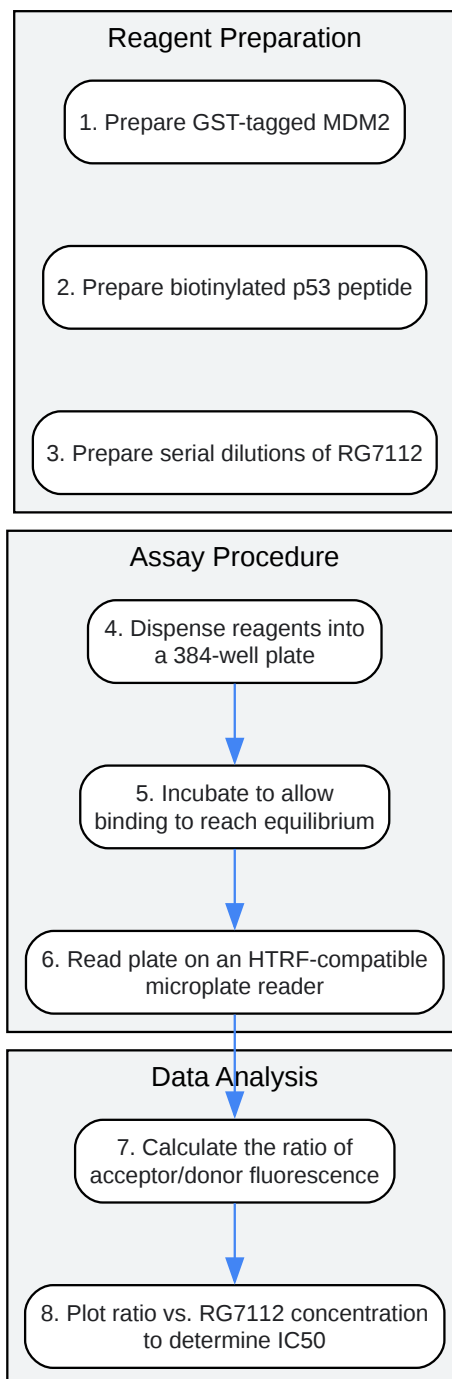 Reagent Preparation
1. Prepare GST-tagged MDM2
2. Prepare biotinylated p53 peptide
3. Prepare serial dilutions of RG7112
Assay Procedure
4. Dispense reagents into
a 384-well plate
5. Incubate to allow
binding to reach equilibrium
6. Read plate on an HTRF-compatible
microplate reader
Data Analysis
7. Calculate the ratio of
acceptor/donor fluorescence
8. Plot ratio vs. RG7112 concentration
to determine IC50